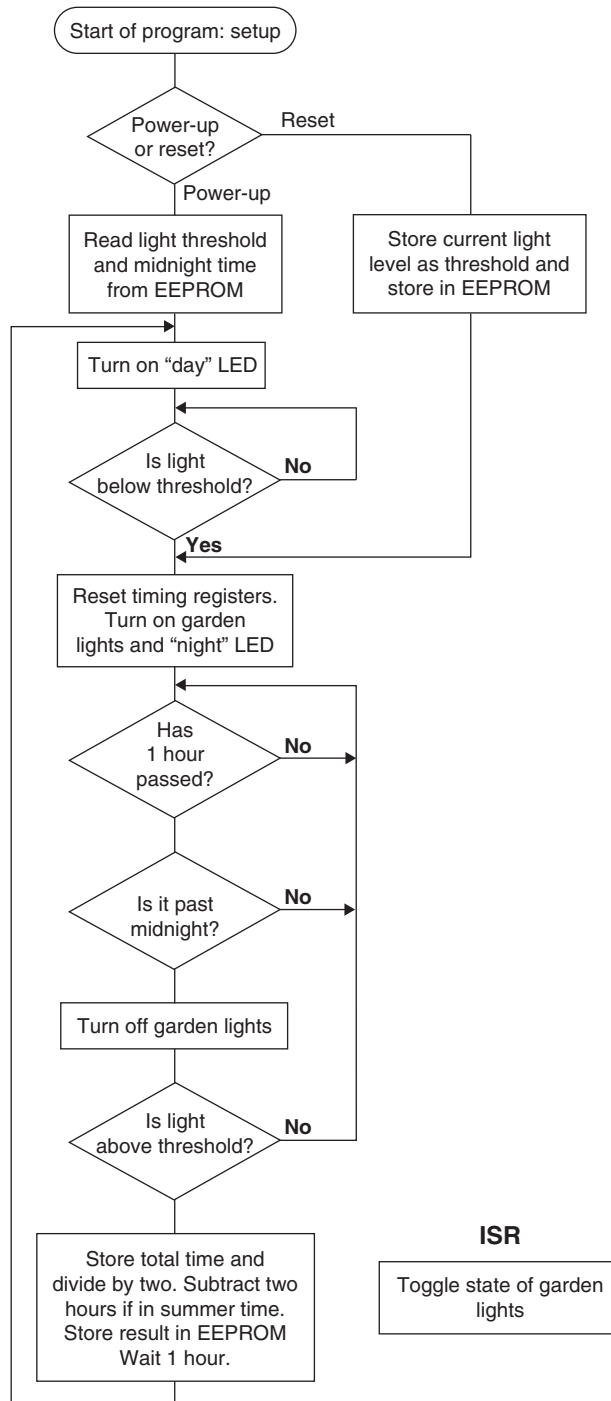 Start of program: setup
Power-up
or reset?
Reset
Power-up
Read light threshold
and midnight time
from EEPROM
Store current light
level as threshold and
store in EEPROM
Turn on “day” LED
Is light
below threshold?
No
Yes
Reset timing registers.
Turn on garden
lights and “night” LED
Has
1 hour
passed?
No
Is it past
midnight?
No
Turn off garden lights
Is light
above threshold?
No
Store total time and
divide by two. Subtract two
hours if in summer time.
Store result in EEPROM
Wait 1 hour.
ISR
Toggle state of garden
lights